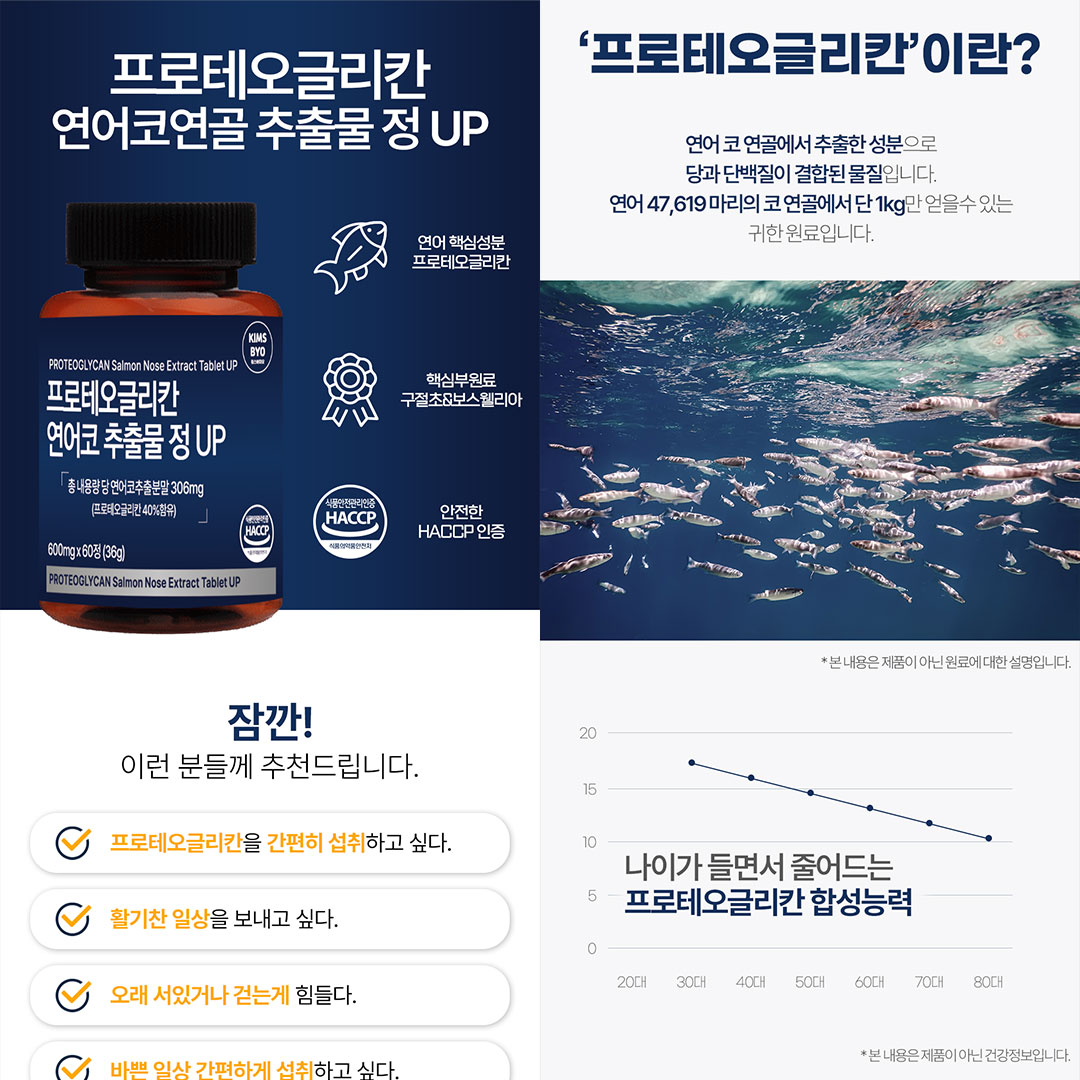 프로테오글리칸
연어코연골 추출물 정 UP
연어 핵심성분
프로테오글리칸
핵심부원료
구절초&보스웰리아
식품안전관리인증
HACCP
식품의약품안전처
안전한
HACCP 인증
KIMS
BYO
PROTEOGLYCAN Salmon Nose Extract Tablet UP
프로테오글리칸
연어코 추출물 정 UP
「총 내용량 당 연어코추출분말 306mg
(프로테오글리칸 40%함유)」
식품안전관리인증
HACCP
식품의약품안전처
600mg x 60정 (36g)
PROTEOGLYCAN Salmon Nose Extract Tablet UP
잠깐!
이런 분들께 추천드립니다.
프로테오글리칸을 간편히 섭취하고 싶다.
활기찬 일상을 보내고 싶다.
오래 서있거나 걷는게 힘들다.
바쁜 일상 간편하게 섭취하고 싶다.
‘프로테오글리칸’이란?
연어 코 연골에서 추출한 성분으로
당과 단백질이 결합된 물질입니다.
연어 47,619 마리의 코 연골에서 단 1kg만 얻을수 있는
귀한 원료입니다.
* 본 내용은 제품이 아닌 원료에 대한 설명입니다.
20
15
10
5
0
나이가 들면서 줄어드는
프로테오글리칸 합성능력
20대 30대 40대 50대 60대 70대 80대
* 본 내용은 제품이 아닌 건강정보입니다.